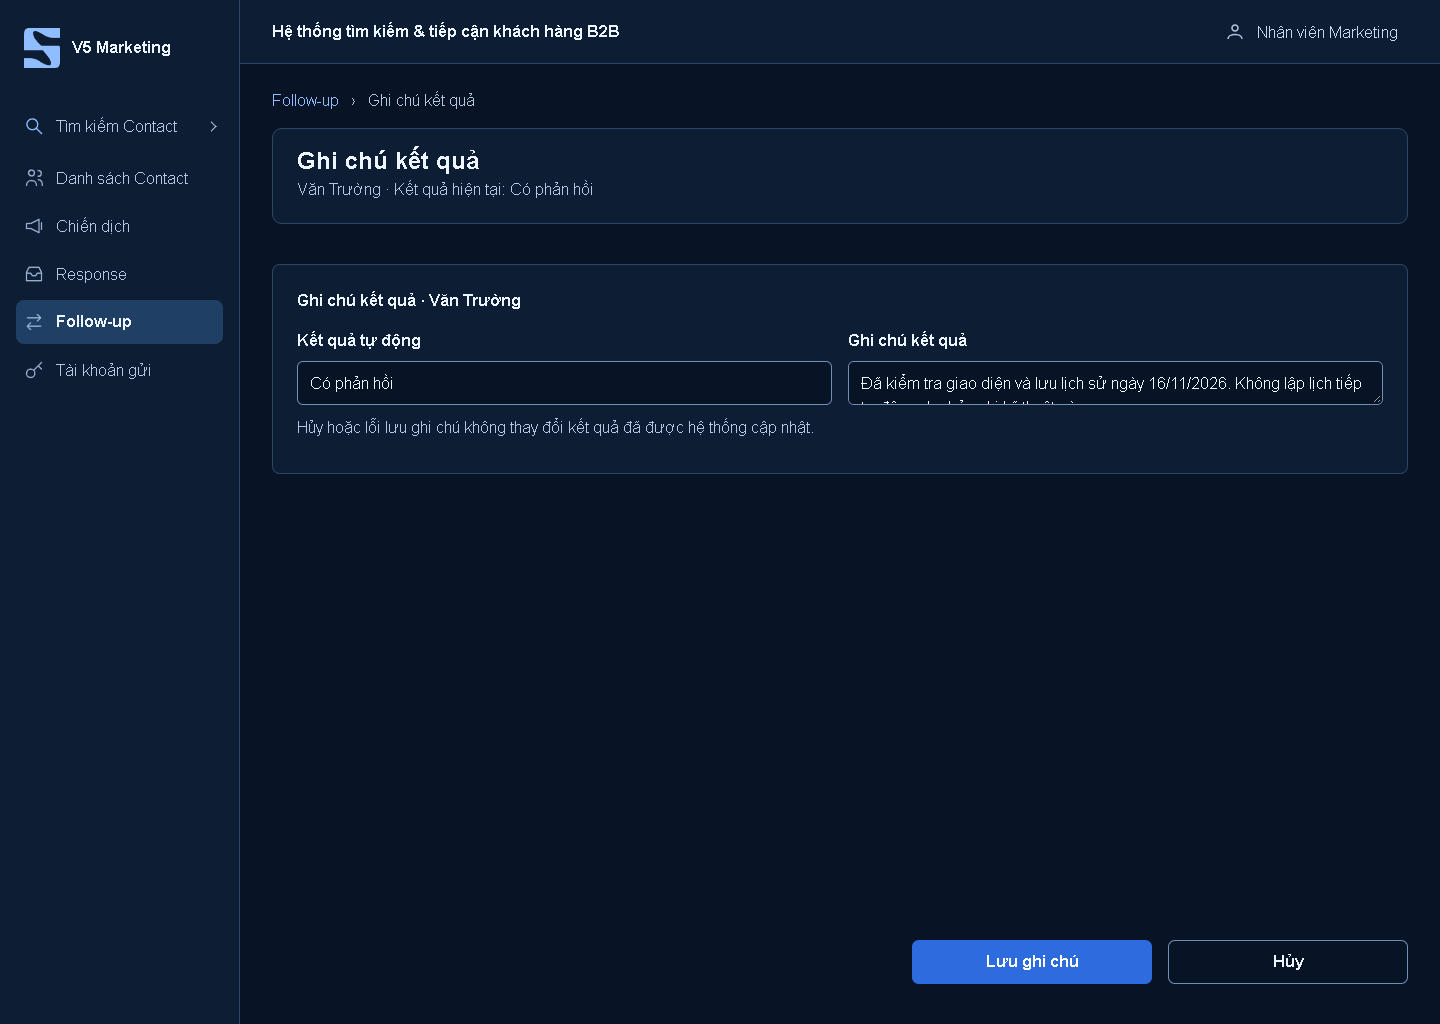 V5 Marketing
Hệ thống tìm kiếm & tiếp cận khách hàng B2B
Nhân viên Marketing
Tìm kiếm Contact
Danh sách Contact
Chiến dịch
Response
Follow-up
Tài khoản gửi
Follow-up › Ghi chú kết quả
Ghi chú kết quả
Văn Trường · Kết quả hiện tại: Có phản hồi
Ghi chú kết quả · Văn Trường
Kết quả tự động
Có phản hồi
Ghi chú kết quả
Đã kiểm tra giao diện và lưu lịch sử ngày 16/11/2026. Không lập lịch tiếp
Hủy hoặc lỗi lưu ghi chú không thay đổi kết quả đã được hệ thống cập nhật.
Lưu ghi chú
Hủy